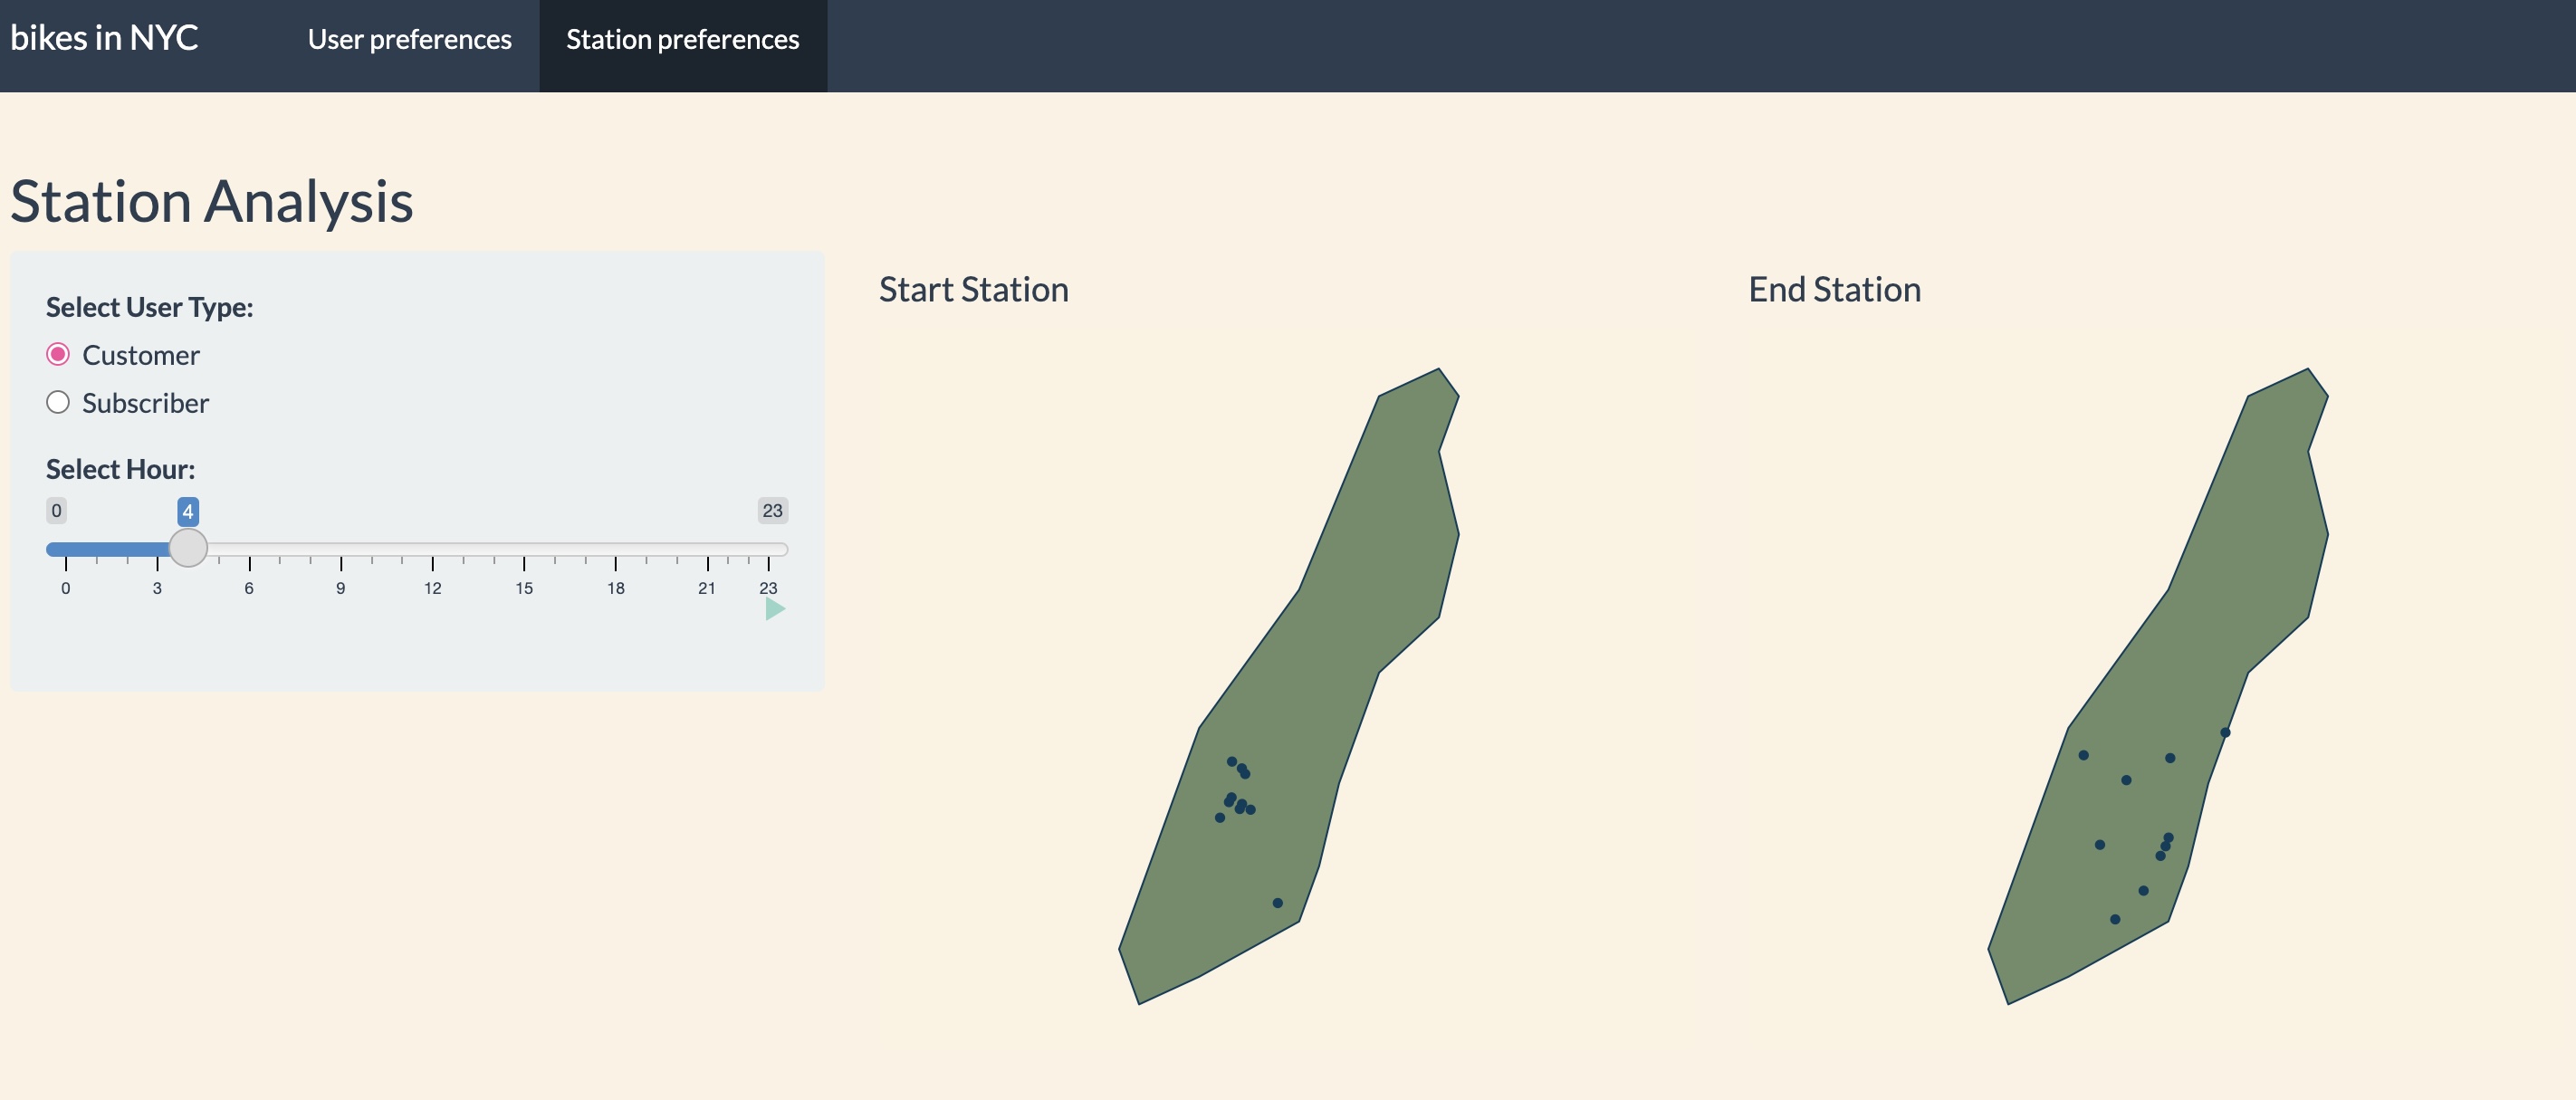 bikes in NYC
User preferences
Station preferences
Station Analysis
Select User Type:
Customer
Subscriber
Select Hour:
0
4
23
0 3 6 9 12 15 18 21 23
Start Station
End Station